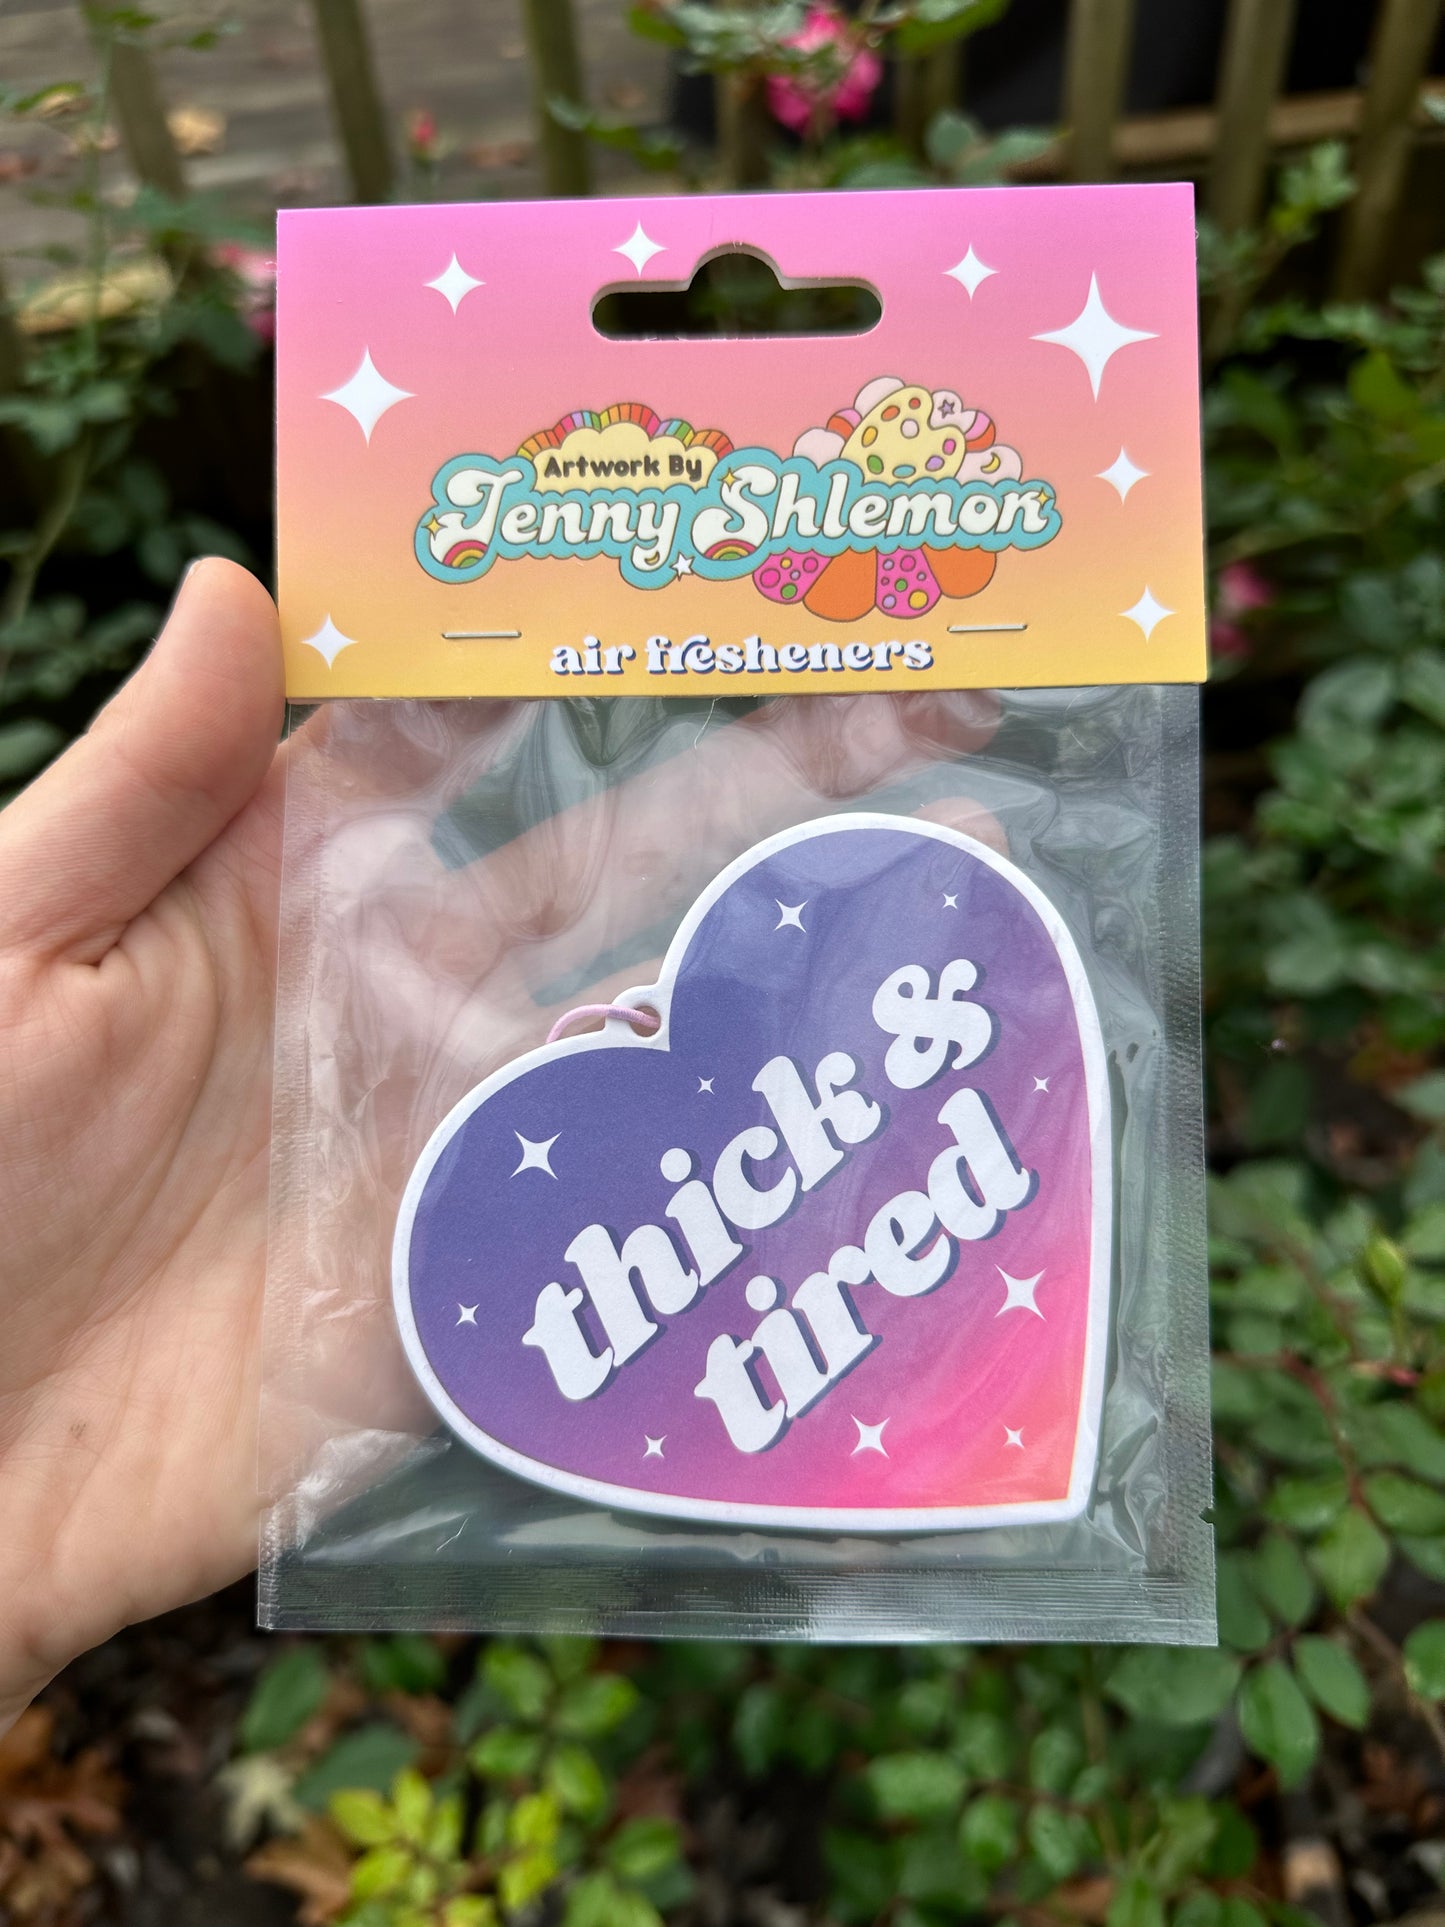 Artwork By
Jenny Shlemon
air fresheners
thick &
tired